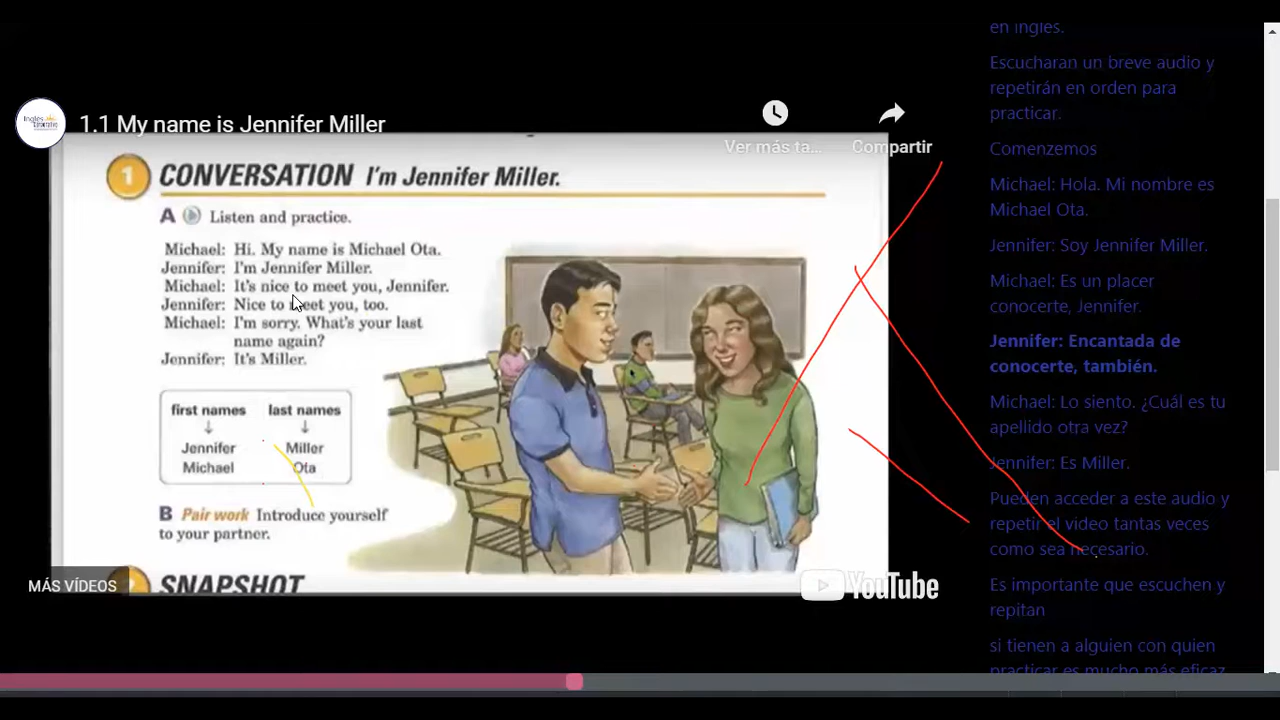 1.1 My name is Jennifer Miller
Ver más ta...
Compartir
1
CONVERSATION I'm Jennifer Miller.
A Listen and practice.
Michael: Hi. My name is Michael Ota.
Jennifer: I'm Jennifer Miller.
Michael: It's nice to meet you, Jennifer.
Jennifer: Nice to meet you, too.
Michael: I'm sorry. What's your last
name again?
Jennifer: It's Miller.
first names last names
Jennifer Miller
Michael Ota
B Pair work Introduce yourself
to your partner.
SNAPSHOT
MÁS VÍDEOS
YouTube
en inglés.
Escucharan un breve audio y
repetirán en orden para
practicar.
Comenzemos
Michael: Hola. Mi nombre es
Michael Ota.
Jennifer: Soy Jennifer Miller.
Michael: Es un placer
conocerte, Jennifer.
Jennifer: Encantada de
conocerte, también.
Michael: Lo siento. ¿Cuál es tu
apellido otra vez?
Jennifer: Es Miller.
Pueden acceder a este audio y
repetir el video tantas veces
como sea necesario.
Es importante que escuchen y
repitan
si tienen a alguien con quien
practicar es mucho más eficaz